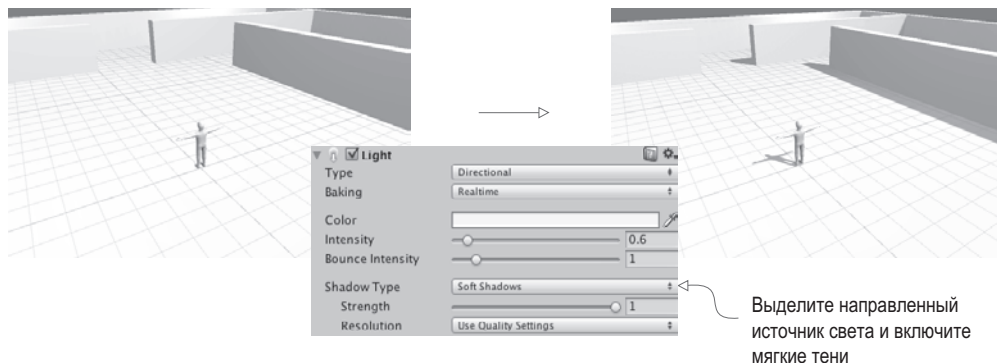 Light
Type Directional
Baking Realtime
Color
Intensity 0.6
Bounce Intensity 1
Shadow Type Soft Shadows
Strength 1
Resolution Use Quality Settings
Выделите направленный
источник света и включите
мягкие тени